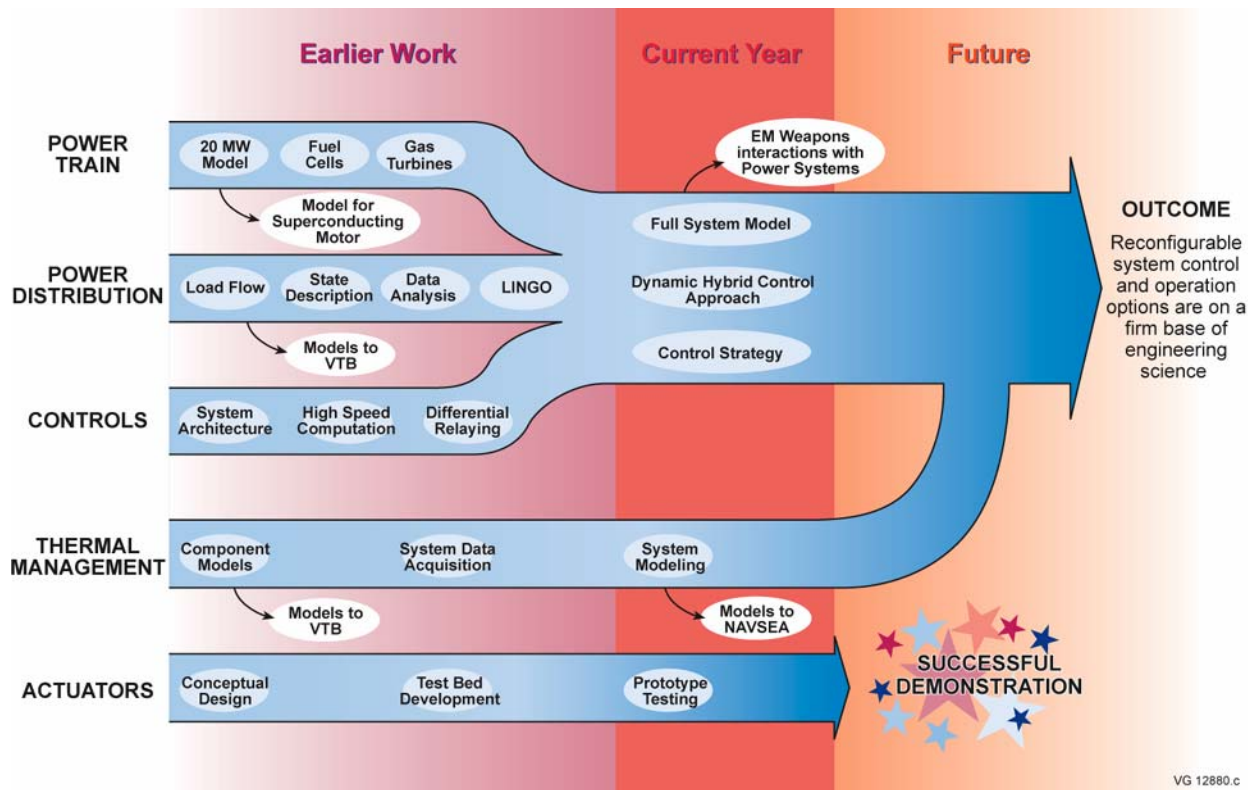 Earlier Work
Current Year
Future
POWER
TRAIN
20 MW
Model
Fuel
Cells
Gas
Turbines
EM Weapons
interactions with
Power Systems
Model for
Superconducting
Motor
Full System Model
OUTCOME
Reconfigurable
system control
and operation
options are on a
firm base of
engineering
science
POWER
DISTRIBUTION
Load Flow
State
Description
Data
Analysis
LINGO
Dynamic Hybrid Control
Approach
Models to
VTB
Control Strategy
CONTROLS
System
Architecture
High Speed
Computation
Differential
Relaying
THERMAL
MANAGEMENT
Component
Models
System Data
Acquisition
System
Modeling
Models to
VTB
Models to
NAVSEA
ACTUATORS
Conceptual
Design
Test Bed
Development
Prototype
Testing
SUCCESSFUL
DEMONSTRATION
VG 12880.c